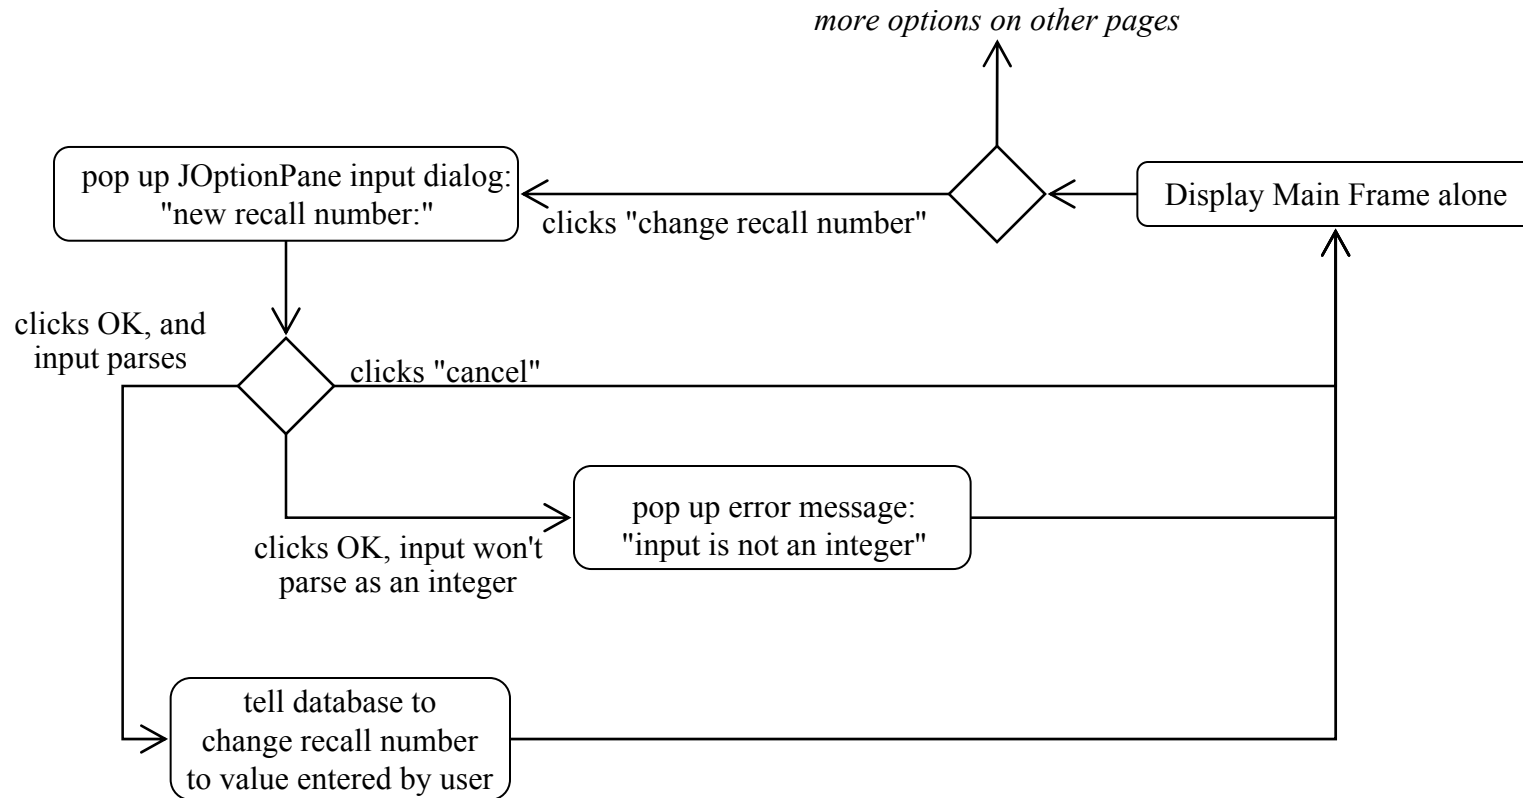 more options on other pages
pop up JOptionPane input dialog:
"new recall number:"
clicks "change recall number"
Display Main Frame alone
clicks OK, and
input parses
clicks "cancel"
pop up error message:
"input is not an integer"
clicks OK, input won't
parse as an integer
tell database to
change recall number
to value entered by user